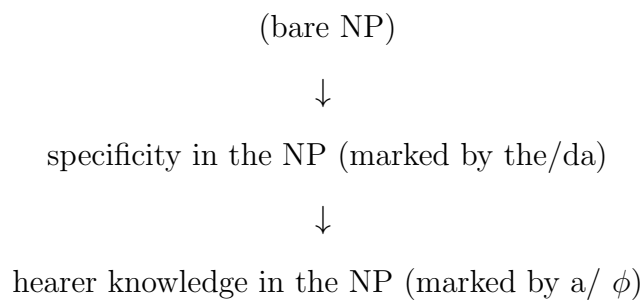 (bare NP)
↓
specificity in the NP (marked by the/da)
↓
hearer knowledge in the NP (marked by a/ ϕ)